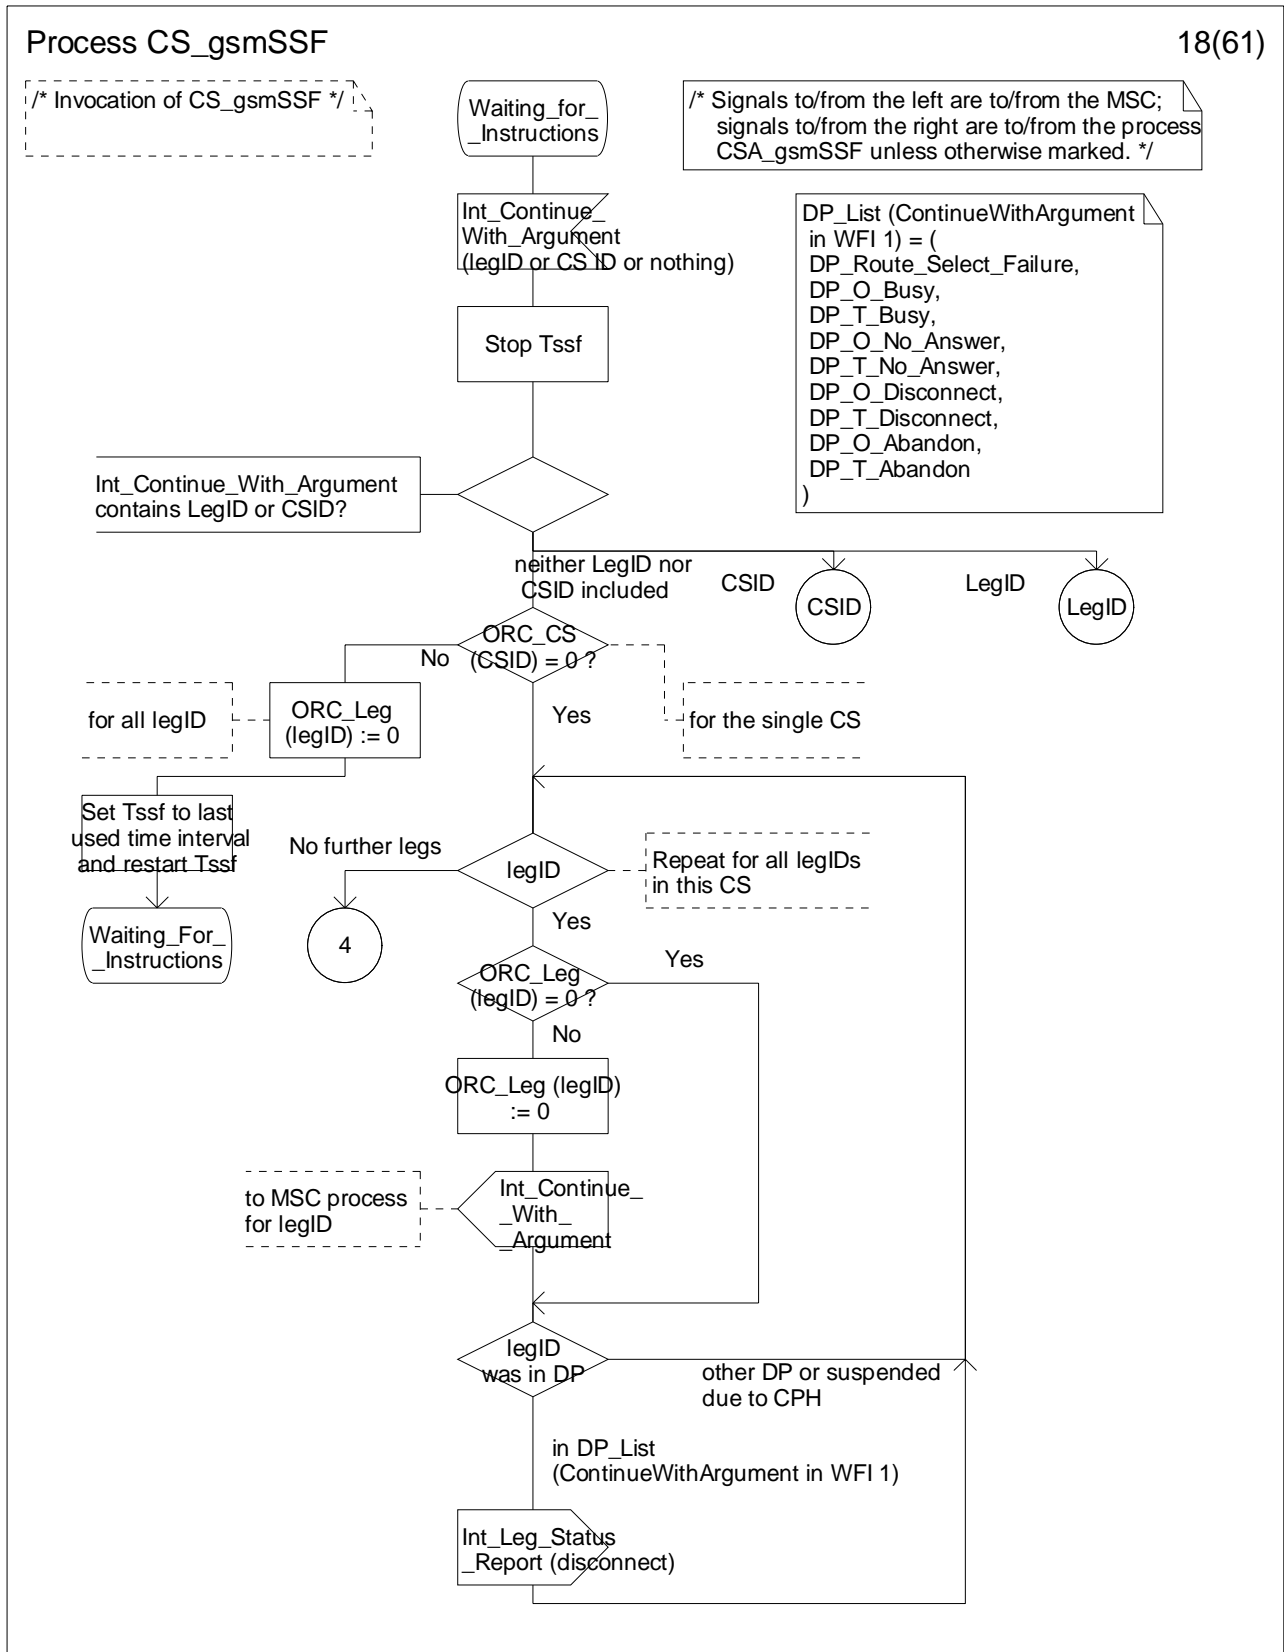 Process CS_gsmSSF
18(61)
/* Invocation of CS_gsmSSF */
Waiting_for_
_Instructions
/* Signals to/from the left are to/from the MSC;
signals to/from the right are to/from the process
CSA_gsmSSF unless otherwise marked. */
Int_Continue_
With_Argument
(legID or CS ID or nothing)
DP_List (ContinueWithArgument
in WFI 1) = (
DP_Route_Select_Failure,
DP_O_Busy,
DP_T_Busy,
DP_O_No_Answer,
DP_T_No_Answer,
DP_O_Disconnect,
DP_T_Disconnect,
DP_O_Abandon,
DP_T_Abandon
)
Stop Tssf
Int_Continue_With_Argument
contains LegID or CSID?
neither LegID nor
CSID included
CSID
CSID
LegID
LegID
ORC_CS
(CSID) = 0 ?
No
Yes
for the single CS
for all legID
ORC_Leg
(legID) := 0
Set Tssf to last
used time interval
and restart Tssf
Waiting_For_
_Instructions
No further legs
4
legID
Repeat for all legIDs
in this CS
Yes
ORC_Leg
(legID) = 0 ?
Yes
No
ORC_Leg (legID)
:= 0
to MSC process
for legID
Int_Continue_
_With_
_Argument
legID
was in DP
other DP or suspended
due to CPH
in DP_List
(ContinueWithArgument in WFI 1)
Int_Leg_Status
_Report (disconnect)